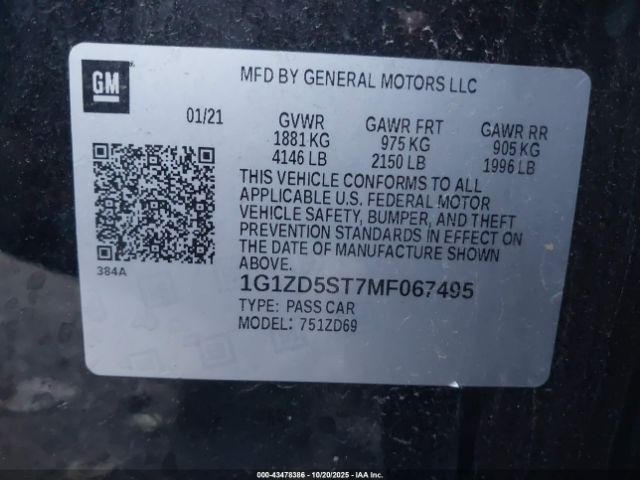 GM
MFD BY GENERAL MOTORS LLC
01/21 GVWR GAWR FRT GAWR RR
1881 KG 975 KG 905 KG
4146 LB 2150 LB 1996 LB
THIS VEHICLE CONFORMS TO ALL
APPLICABLE U.S. FEDERAL MOTOR
VEHICLE SAFETY, BUMPER, AND THEFT
PREVENTION STANDARDS IN EFFECT ON
THE DATE OF MANUFACTURE SHOWN
ABOVE.
384A
1G1ZD5ST7MF067495
TYPE: PASS CAR
MODEL: 751ZD69
000-43478386 - 10/20/2025 - IAAI, Inc.